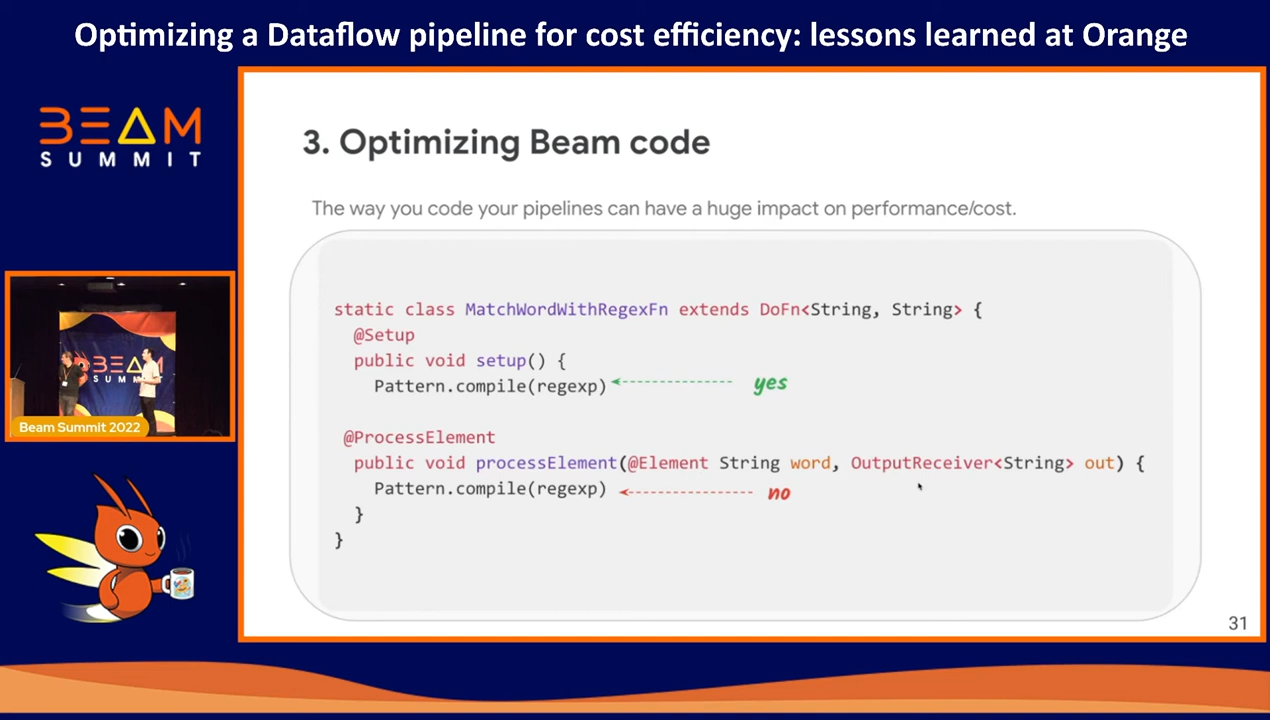 Optimizing a Dataflow pipeline for cost efficiency: lessons learned at Orange
BEAM
SUMMIT
3. Optimizing Beam code
The way you code your pipelines can have a huge impact on performance/cost.
static class MatchWordWithRegexFn extends DoFn<String, String> {
@Setup
public void setup() {
Pattern.compile(regexp) yes
@ProcessElement
public void processElement(@Element String word, OutputReceiver<String> out) {
Pattern.compile(regexp) no
}
}
31
BEAM
SUMMIT
Beam Summit 2022